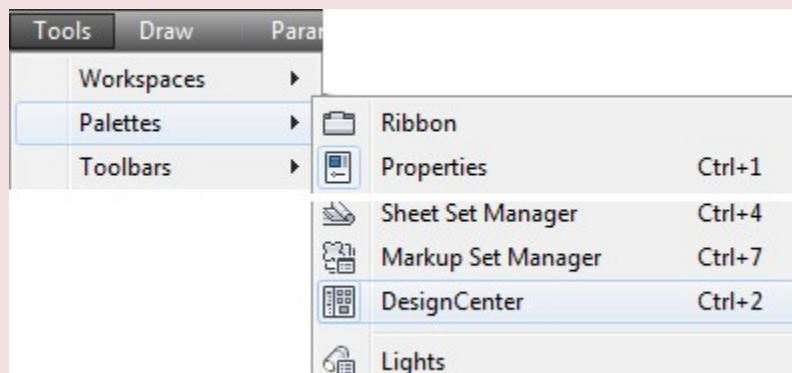 Tools Draw Para
Workspaces
Palettes
Toolbars
Ribbon
Properties Ctrl+1
Sheet Set Manager Ctrl+4
Markup Set Manager Ctrl+7
DesignCenter Ctrl+2
Lights